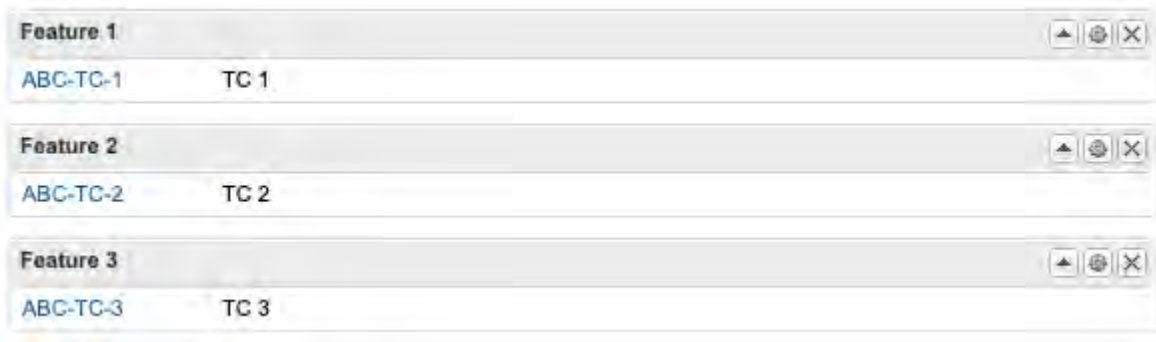 Feature 1
ABC-TC-1 TC 1
Feature 2
ABC-TC-2 TC 2
Feature 3
ABC-TC-3 TC 3